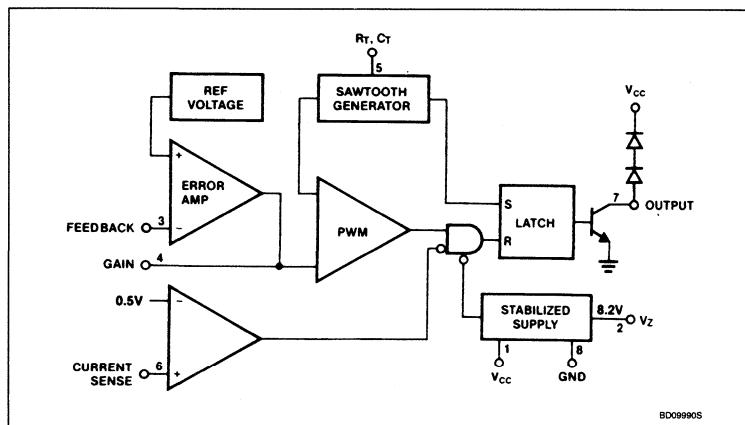 RT, CT
5
REF
VOLTAGE
SAWTOOTH
GENERATOR
VCC
+
ERROR
AMP
−
FEEDBACK 3
GAIN 4
PWM
S
LATCH
R
7
OUTPUT
0.5V
−
CURRENT
SENSE
6
+
STABILIZED
SUPPLY
8.2V
2
VZ
1
8
VCC
GND
BD09990S